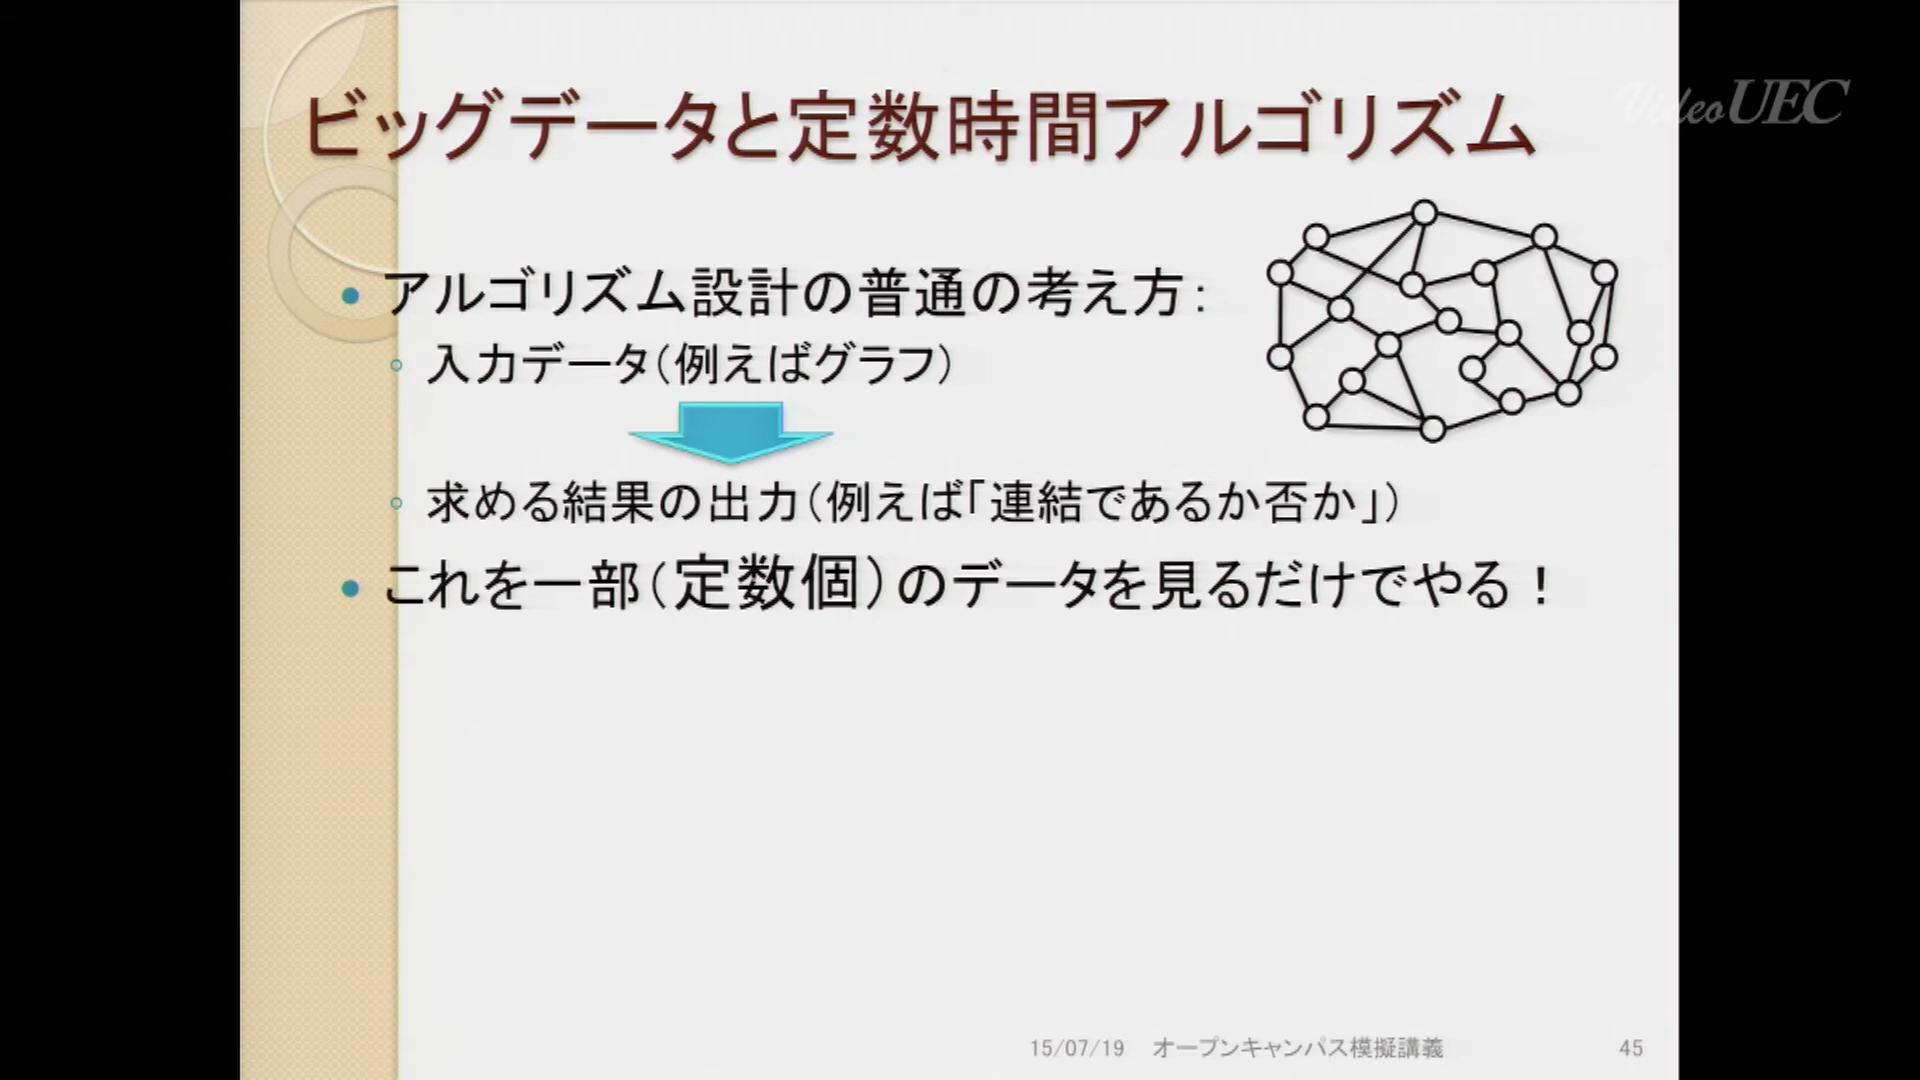 VideoUEC
ビッグデータと定数時間アルゴリズム
アルゴリズム設計の普通の考え方:
入力データ(例えばグラフ)
求める結果の出力(例えば「連結であるか否か」)
これを一部(定数個)のデータを見るだけでやる!
15/07/19 オープンキャンパス模擬講義 45